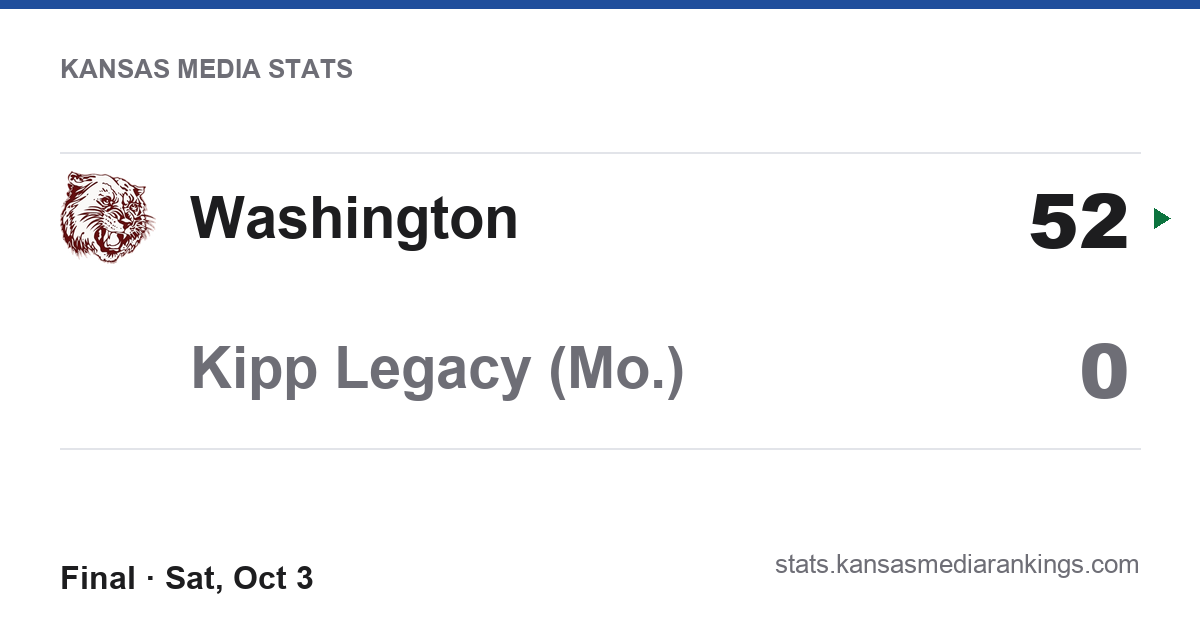 KANSAS MEDIA STATS
Washington 52
Kipp Legacy (Mo.) 0
Final · Sat, Oct 3
stats.kansasmediarankings.com